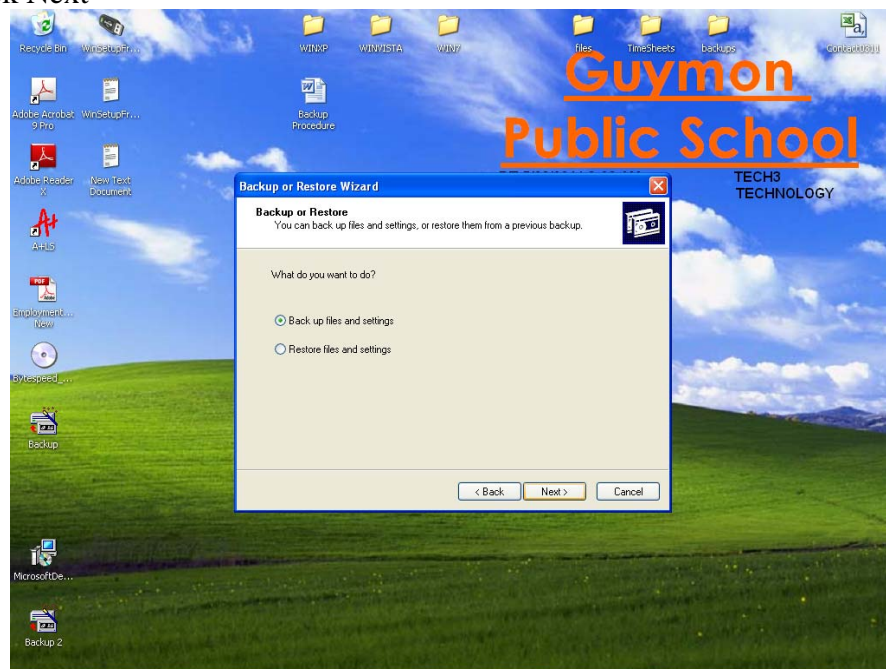 k Next
Recycle Bin
WinSetupFr...
WINXP
WINVISTA
WIN7
files
TimeSheets
backups
Contact0811
Guymon
Public School
Adobe Acrobat
9 Pro
WinSetupFr...
Backup
Procedure
TECH3
TECHNOLOGY
Adobe Reader
X
New Text
Document
A+LS
Employment...
New
Bytespeed_...
Backup
MicrosoftDe...
Backup 2
Backup or Restore Wizard
Backup or Restore
You can back up files and settings, or restore them from a previous backup.
What do you want to do?
Back up files and settings
Restore files and settings
< Back
Next >
Cancel